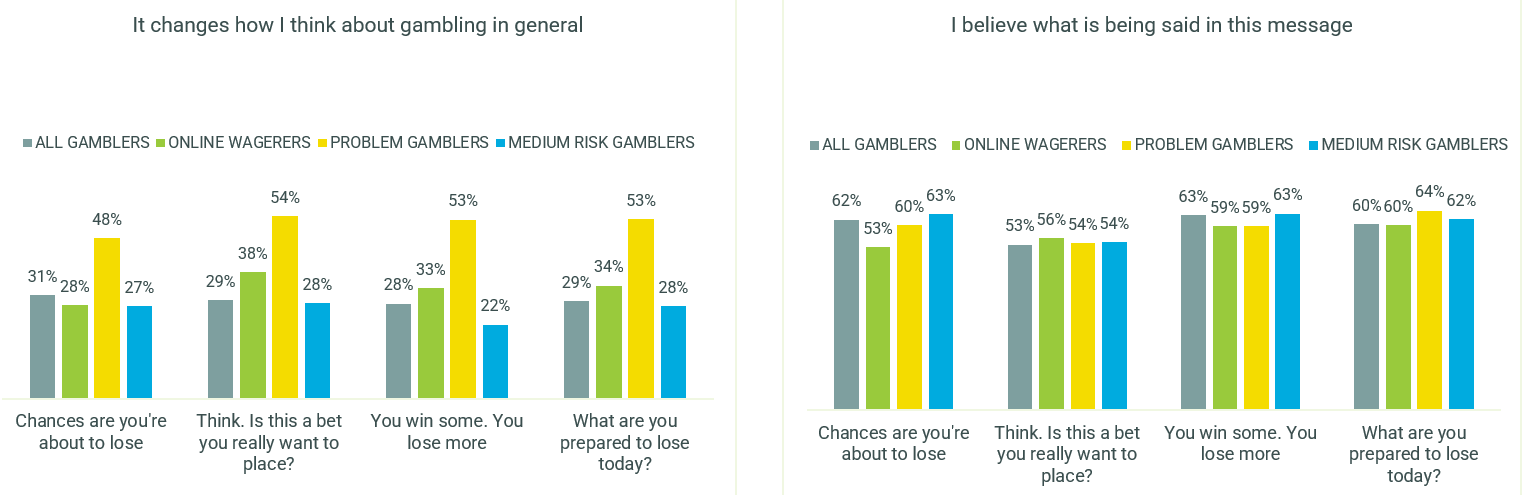 It changes how I think about gambling in general
ALL GAMBLERS ONLINE WAGERERS PROBLEM GAMBLERS MEDIUM RISK GAMBLERS
31% 28% 48% 27%
29% 38% 54% 28%
28% 33% 53% 22%
29% 34% 53% 28%
Chances are you're
about to lose
Think. Is this a bet
you really want to
place?
You win some. You
lose more
What are you
prepared to lose
today?
I believe what is being said in this message
ALL GAMBLERS ONLINE WAGERERS PROBLEM GAMBLERS MEDIUM RISK GAMBLERS
62% 53% 60% 63%
53% 56% 54% 54%
63% 59% 59% 63%
60% 60% 64% 62%
Chances are you're
about to lose
Think. Is this a bet
you really want to
place?
You win some. You
lose more
What are you
prepared to lose
today?